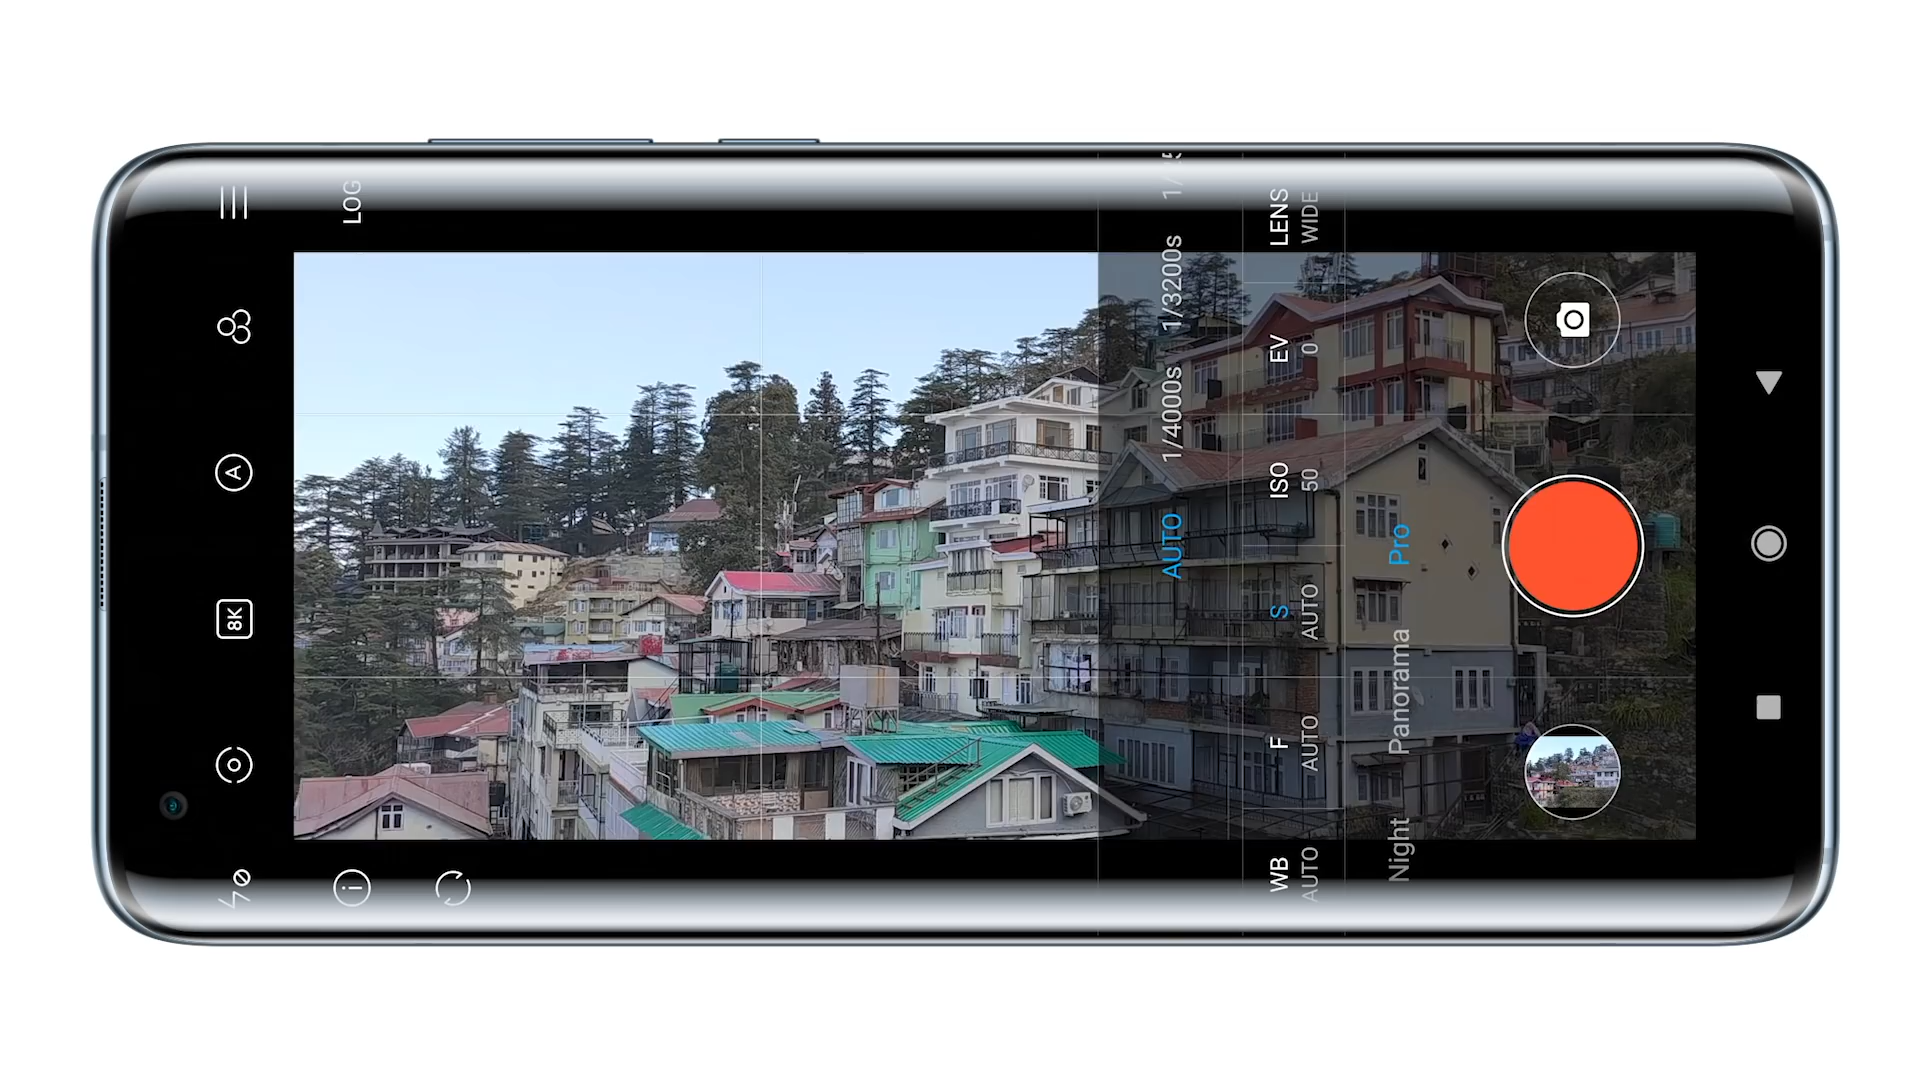 LOG
8K
A
i
AUTO 1/4000s 1/3200s
WB F S ISO EV LENS
AUTO AUTO AUTO 50 0 WIDE
Night Panorama Pro